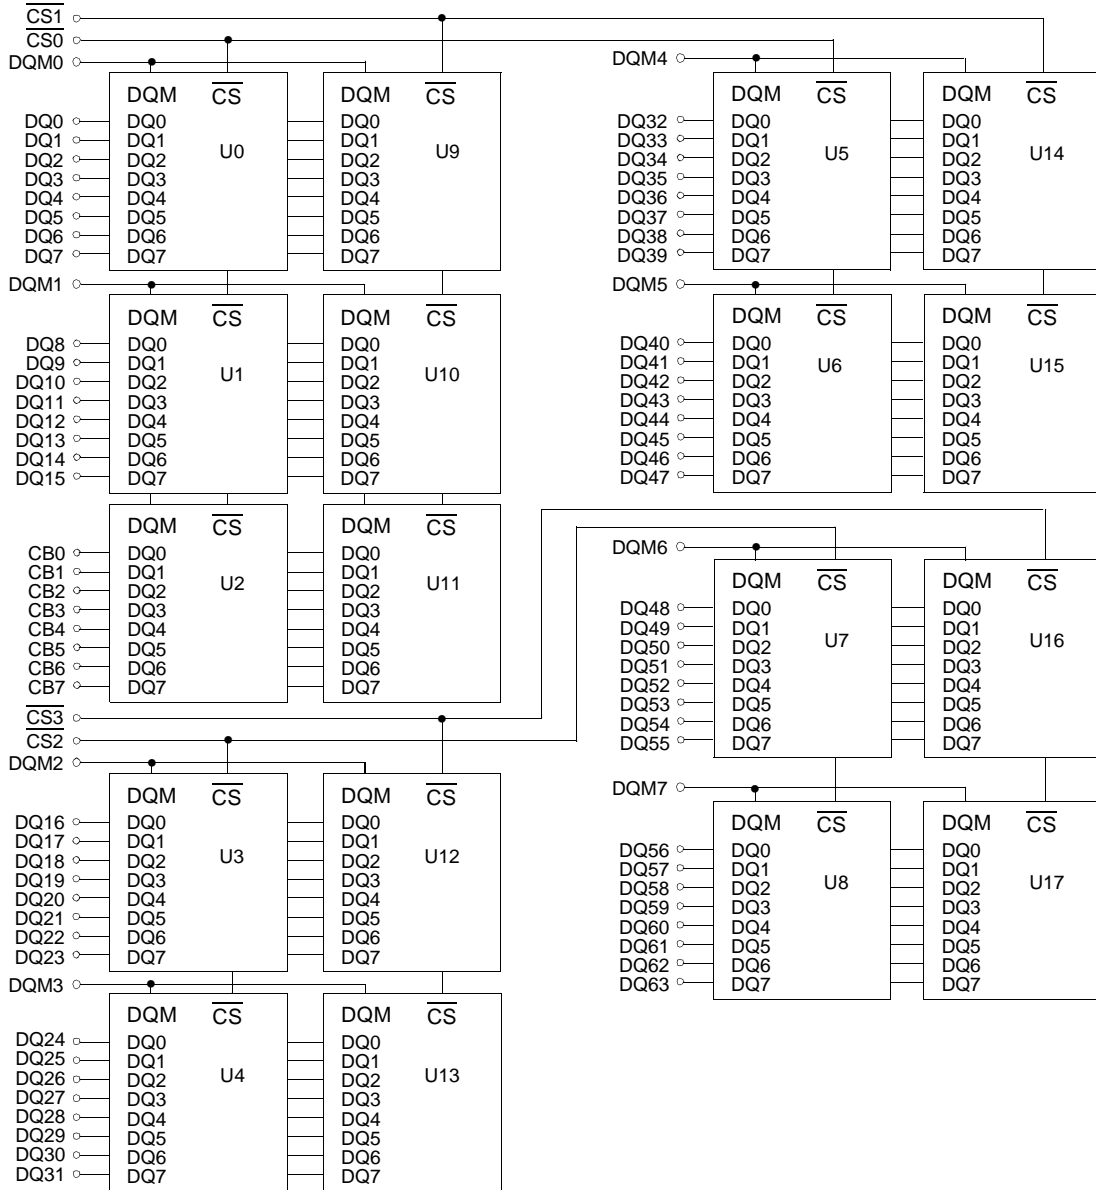 CS1
CS0
DQM0
DQM CS
DQ0 DQ0
DQ1 DQ1
DQ2 DQ2
DQ3 DQ3
DQ4 DQ4
DQ5 DQ5
DQ6 DQ6
DQ7 DQ7
U0
DQM CS
DQ0
DQ1
DQ2
DQ3
DQ4
DQ5
DQ6
DQ7
U9
DQM1
DQM CS
DQ8 DQ0
DQ9 DQ1
DQ10 DQ2
DQ11 DQ3
DQ12 DQ4
DQ13 DQ5
DQ14 DQ6
DQ15 DQ7
U1
DQM CS
DQ0
DQ1
DQ2
DQ3
DQ4
DQ5
DQ6
DQ7
U10
DQM CS
CB0 DQ0
CB1 DQ1
CB2 DQ2
CB3 DQ3
CB4 DQ4
CB5 DQ5
CB6 DQ6
CB7 DQ7
U2
DQM CS
DQ0
DQ1
DQ2
DQ3
DQ4
DQ5
DQ6
DQ7
U11
CS3
CS2
DQM2
DQM CS
DQ16 DQ0
DQ17 DQ1
DQ18 DQ2
DQ19 DQ3
DQ20 DQ4
DQ21 DQ5
DQ22 DQ6
DQ23 DQ7
U3
DQM CS
DQ0
DQ1
DQ2
DQ3
DQ4
DQ5
DQ6
DQ7
U12
DQM3
DQM CS
DQ24 DQ0
DQ25 DQ1
DQ26 DQ2
DQ27 DQ3
DQ28 DQ4
DQ29 DQ5
DQ30 DQ6
DQ31 DQ7
U4
DQM CS
DQ0
DQ1
DQ2
DQ3
DQ4
DQ5
DQ6
DQ7
U13
DQM4
DQM CS
DQ32 DQ0
DQ33 DQ1
DQ34 DQ2
DQ35 DQ3
DQ36 DQ4
DQ37 DQ5
DQ38 DQ6
DQ39 DQ7
U5
DQM CS
DQ0
DQ1
DQ2
DQ3
DQ4
DQ5
DQ6
DQ7
U14
DQM5
DQM CS
DQ40 DQ0
DQ41 DQ1
DQ42 DQ2
DQ43 DQ3
DQ44 DQ4
DQ45 DQ5
DQ46 DQ6
DQ47 DQ7
U6
DQM CS
DQ0
DQ1
DQ2
DQ3
DQ4
DQ5
DQ6
DQ7
U15
DQM6
DQM CS
DQ48 DQ0
DQ49 DQ1
DQ50 DQ2
DQ51 DQ3
DQ52 DQ4
DQ53 DQ5
DQ54 DQ6
DQ55 DQ7
U7
DQM CS
DQ0
DQ1
DQ2
DQ3
DQ4
DQ5
DQ6
DQ7
U16
DQM7
DQM CS
DQ56 DQ0
DQ57 DQ1
DQ58 DQ2
DQ59 DQ3
DQ60 DQ4
DQ61 DQ5
DQ62 DQ6
DQ63 DQ7
U8
DQM CS
DQ0
DQ1
DQ2
DQ3
DQ4
DQ5
DQ6
DQ7
U17